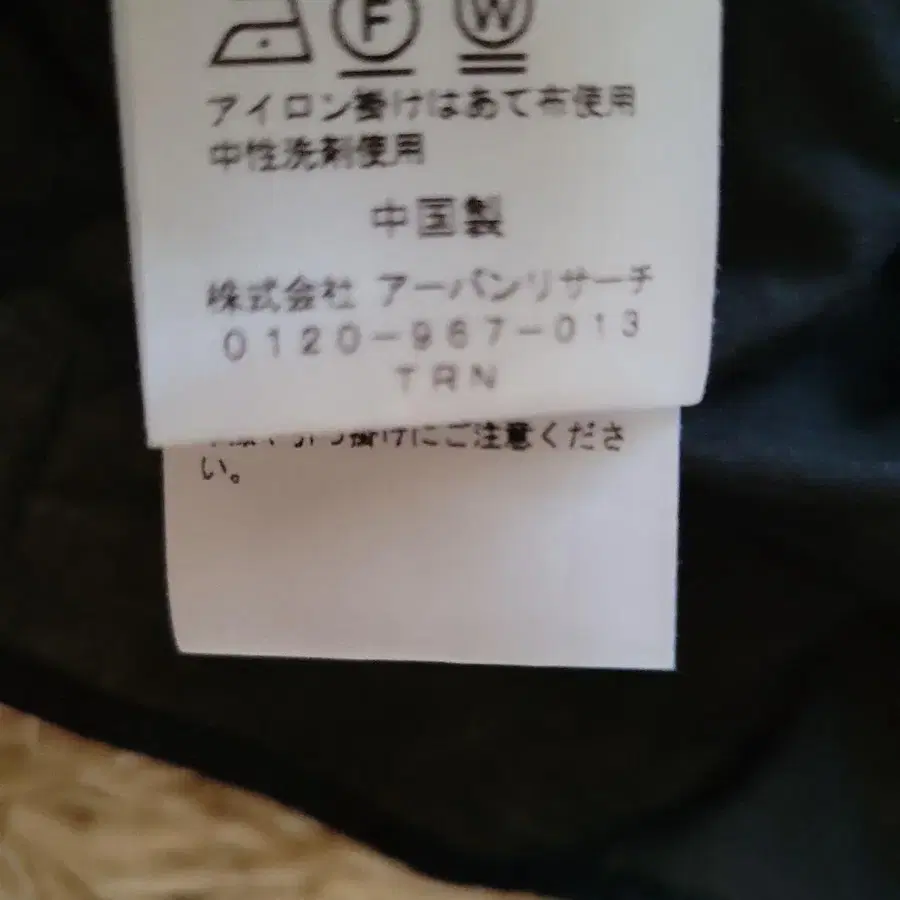 F W
アイロン掛けはあて布使用
中性洗剤使用
中国製
株式会社 アーバンリサーチ
0120-967-013
TRN
引っ掛けにご注意くださ
い。